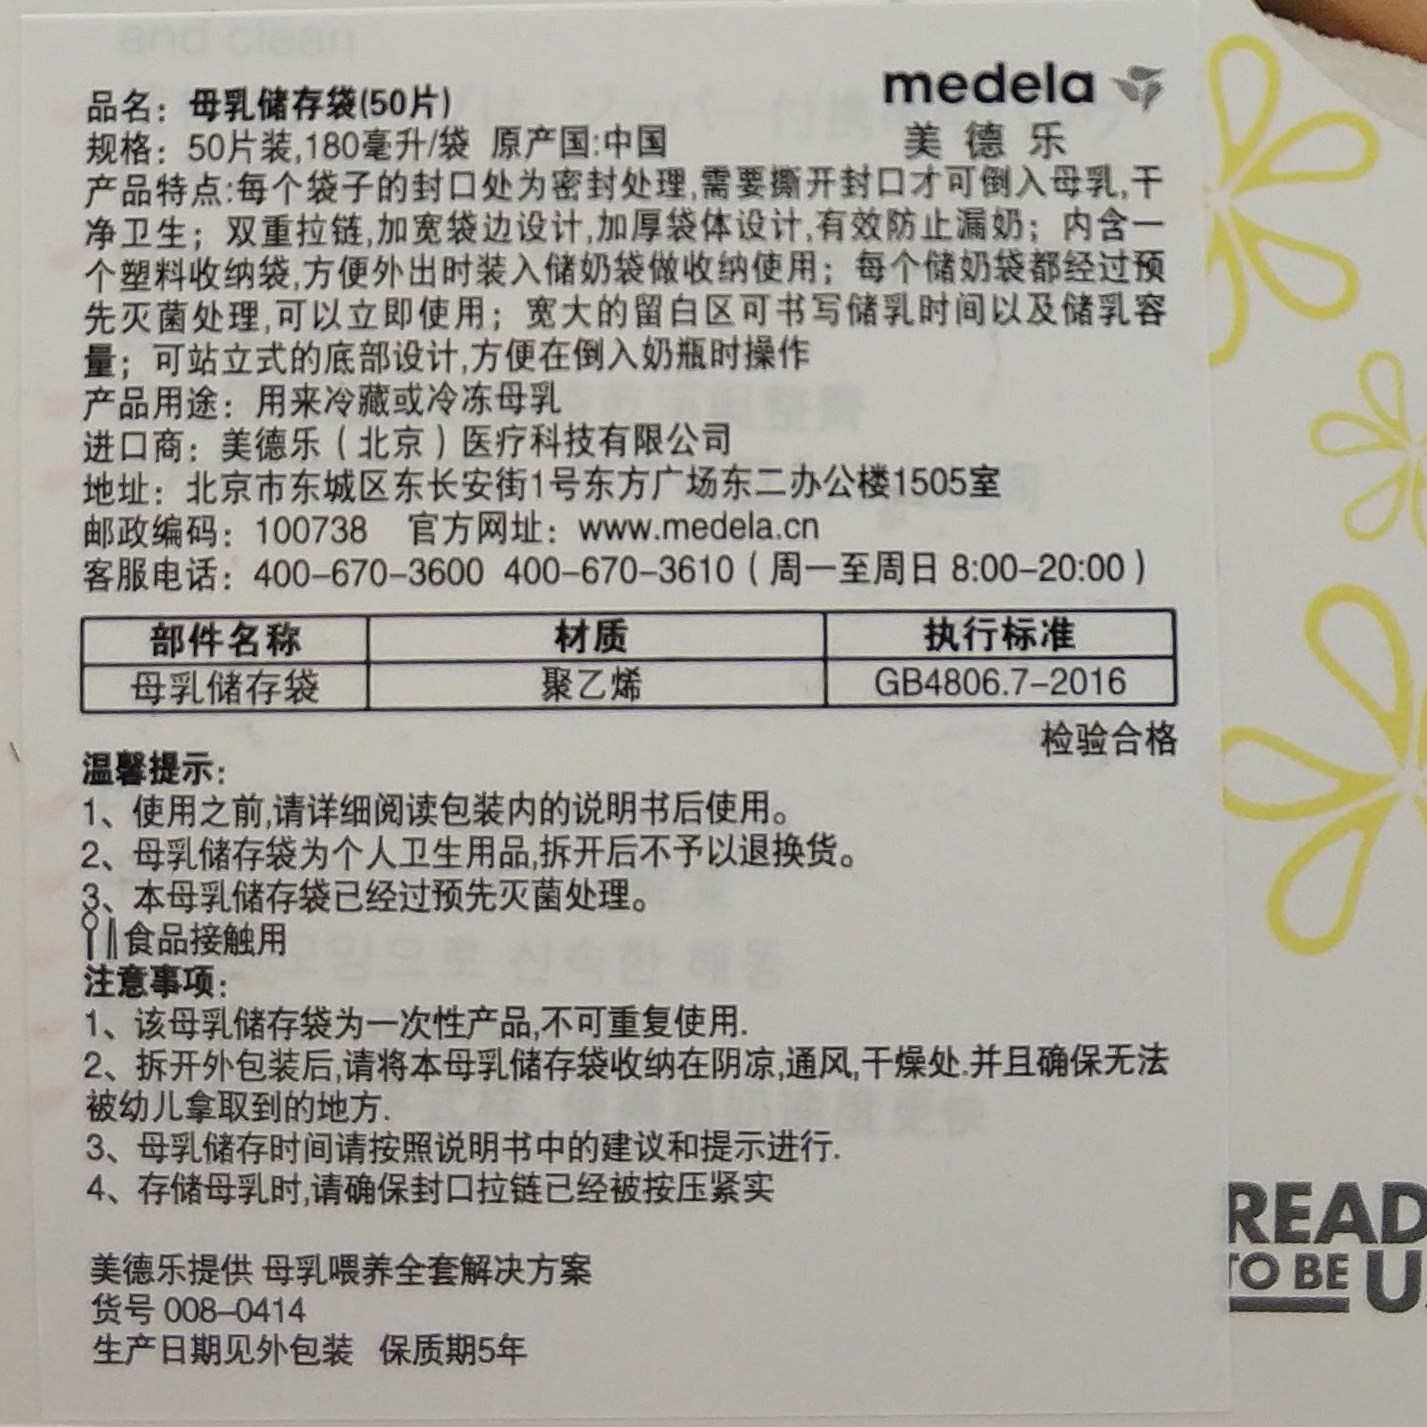 medela
美德乐
品名：母乳储存袋(50片)
规格：50片装,180毫升/袋 原产国:中国
产品特点:每个袋子的封口处为密封处理,需要撕开封口才可倒入母乳,干
净卫生；双重拉链,加宽袋边设计,加厚袋体设计,有效防止漏奶；内含一
个塑料收纳袋,方便外出时装入储奶袋做收纳使用；每个储奶袋都经过预
先灭菌处理,可以立即使用；宽大的留白区可书写储乳时间以及储乳容
量；可站立式的底部设计,方便在倒入奶瓶时操作
产品用途：用来冷藏或冷冻母乳
进口商：美德乐（北京）医疗科技有限公司
地址：北京市东城区东长安街1号东方广场东二办公楼1505室
邮政编码：100738 官方网址：www.medela.cn
客服电话：400-670-3600 400-670-3610（周一至周日 8:00-20:00）
部件名称 材质 执行标准
母乳储存袋 聚乙烯 GB4806.7-2016
检验合格
温馨提示：
1、使用之前,请详细阅读包装内的说明书后使用。
2、母乳储存袋为个人卫生用品,拆开后不予以退换货。
3、本母乳储存袋已经过预先灭菌处理。
食品接触用
注意事项：
1、该母乳储存袋为一次性产品,不可重复使用.
2、拆开外包装后,请将本母乳储存袋收纳在阴凉,通风,干燥处.并且确保无法
被幼儿拿取到的地方.
3、母乳储存时间请按照说明书中的建议和提示进行.
4、存储母乳时,请确保封口拉链已经被按压紧实
美德乐提供 母乳喂养全套解决方案
货号 008-0414
生产日期见外包装 保质期5年
READ
TO BE U